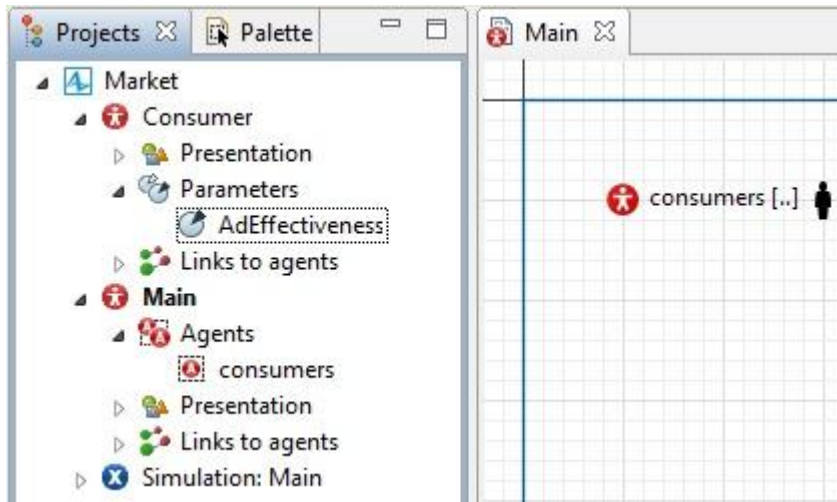 Projects
Palette
Main
Market
Consumer
Presentation
Parameters
AdEffectiveness
Links to agents
Main
Agents
consumers
Presentation
Links to agents
Simulation: Main
consumers [..]